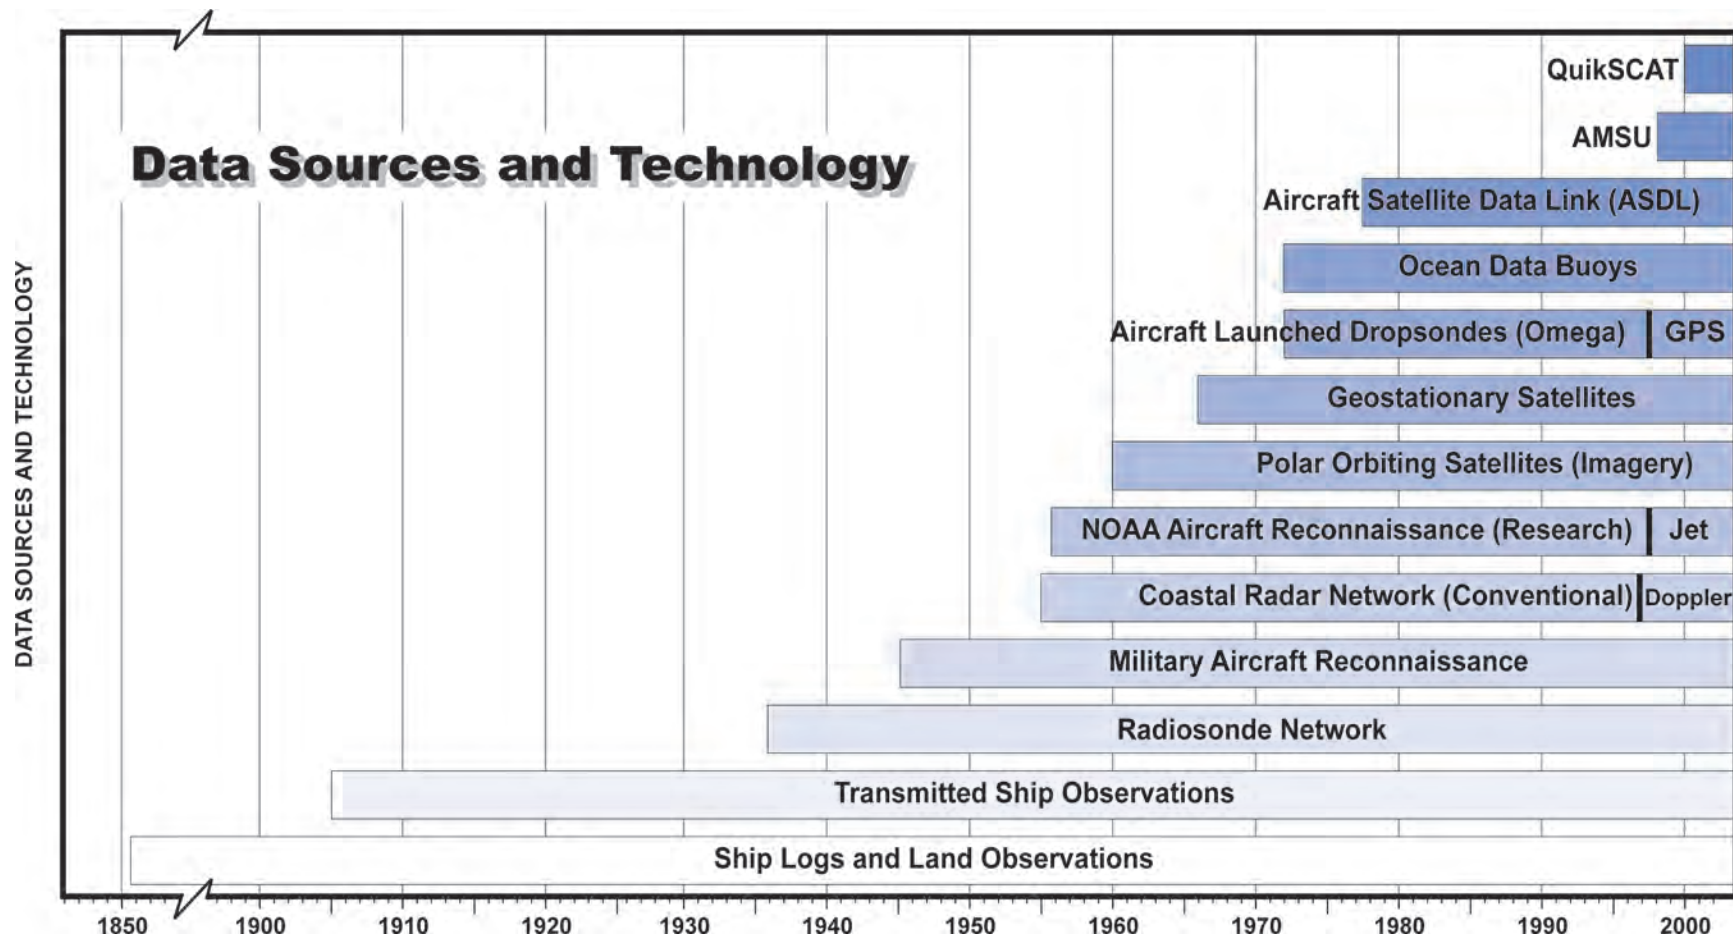 QuikSCAT
AMSU
Data Sources and Technology
Aircraft Satellite Data Link (ASDL)
Ocean Data Buoys
Aircraft Launched Dropsondes (Omega) GPS
Geostationary Satellites
Polar Orbiting Satellites (Imagery)
NOAA Aircraft Reconnaissance (Research) Jet
Coastal Radar Network (Conventional) Doppler
Military Aircraft Reconnaissance
Radiosonde Network
Transmitted Ship Observations
Ship Logs and Land Observations
DATA SOURCES AND TECHNOLOGY
1850 1900 1910 1920 1930 1940 1950 1960 1970 1980 1990 2000